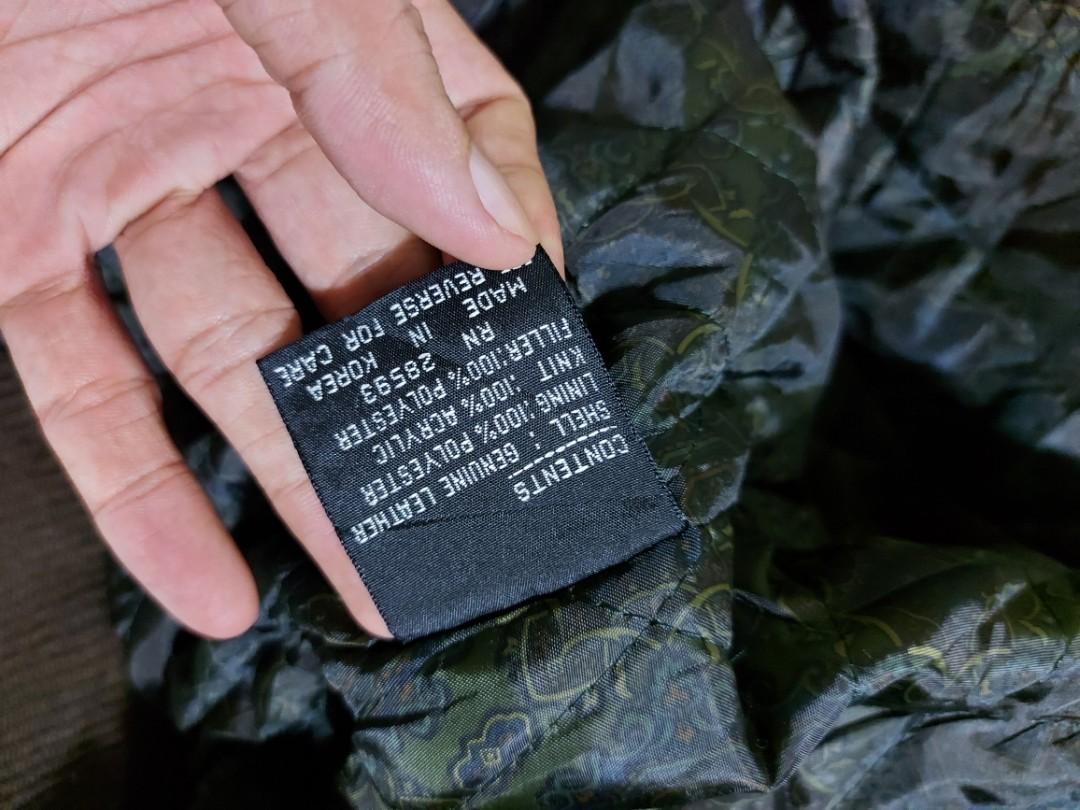 CONTENTS
SHELL : GENUINE LEATHER
LINING:100% POLYESTER
KNIT :100% ACRYLIC
FILLER:100% POLYESTER
RN 28593
MADE IN KOREA
REVERSE FOR CARE